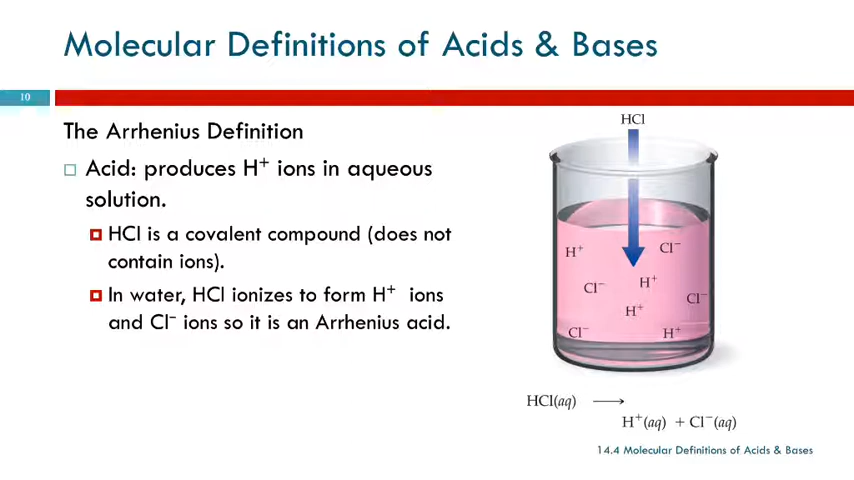 Molecular Definitions of Acids & Bases
10
The Arrhenius Definition
Acid: produces H⁺ ions in aqueous
solution.
HCl is a covalent compound (does not
contain ions).
In water, HCl ionizes to form H⁺ ions
and Cl⁻ ions so it is an Arrhenius acid.
HCl
H⁺ Cl⁻
Cl⁻ H⁺
H⁺ Cl⁻
Cl⁻ H⁺
HCl(aq) ⟶
H⁺(aq) + Cl⁻(aq)
14.4 Molecular Definitions of Acids & Bases